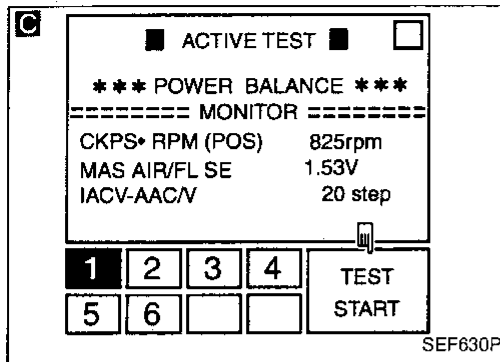 C
■ ACTIVE TEST ■
*** POWER BALANCE ***
======== MONITOR ========
CKPS• RPM (POS) 825rpm
MAS AIR/FL SE 1.53V
IACV-AAC/V 20 step
1 2 3 4 TEST
5 6 START
SEF630P